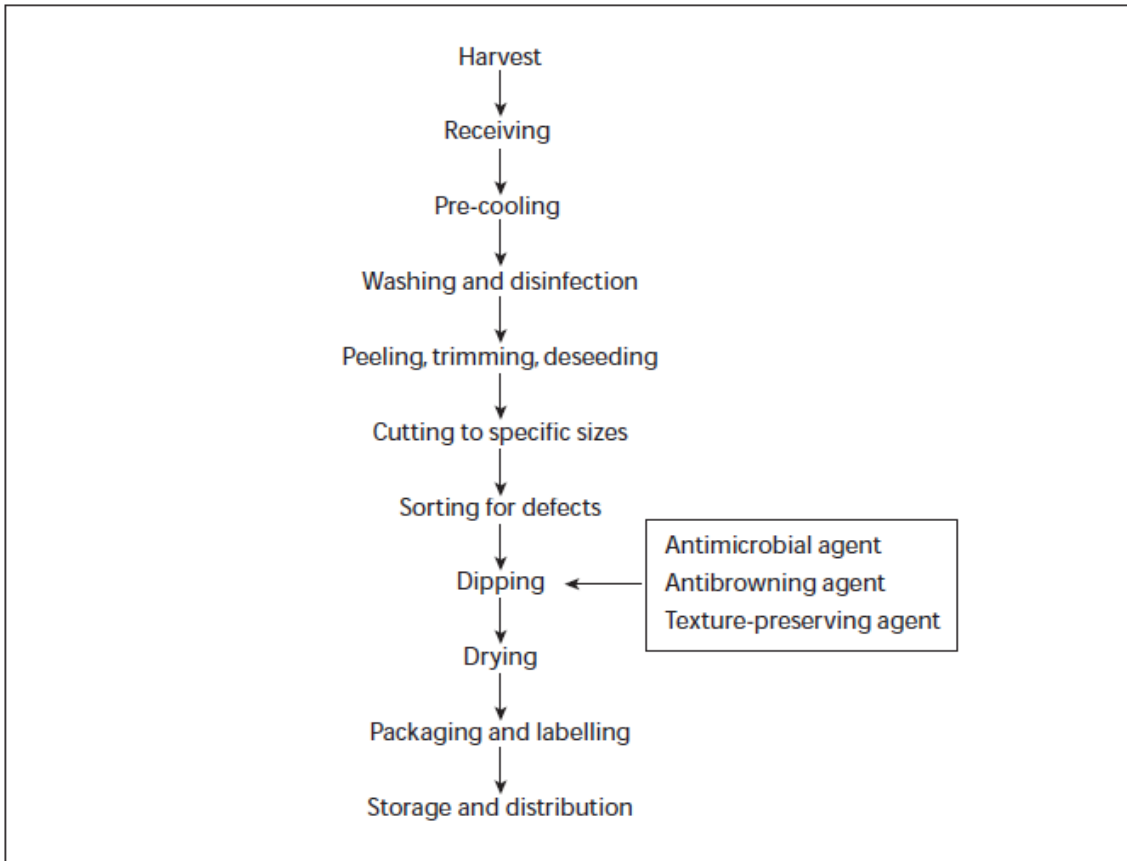 Harvest
Receiving
Pre-cooling
Washing and disinfection
Peeling, trimming, deseeding
Cutting to specific sizes
Sorting for defects
Antimicrobial agent
Dipping
Antibrowning agent
Texture-preserving agent
Drying
Packaging and labelling
Storage and distribution